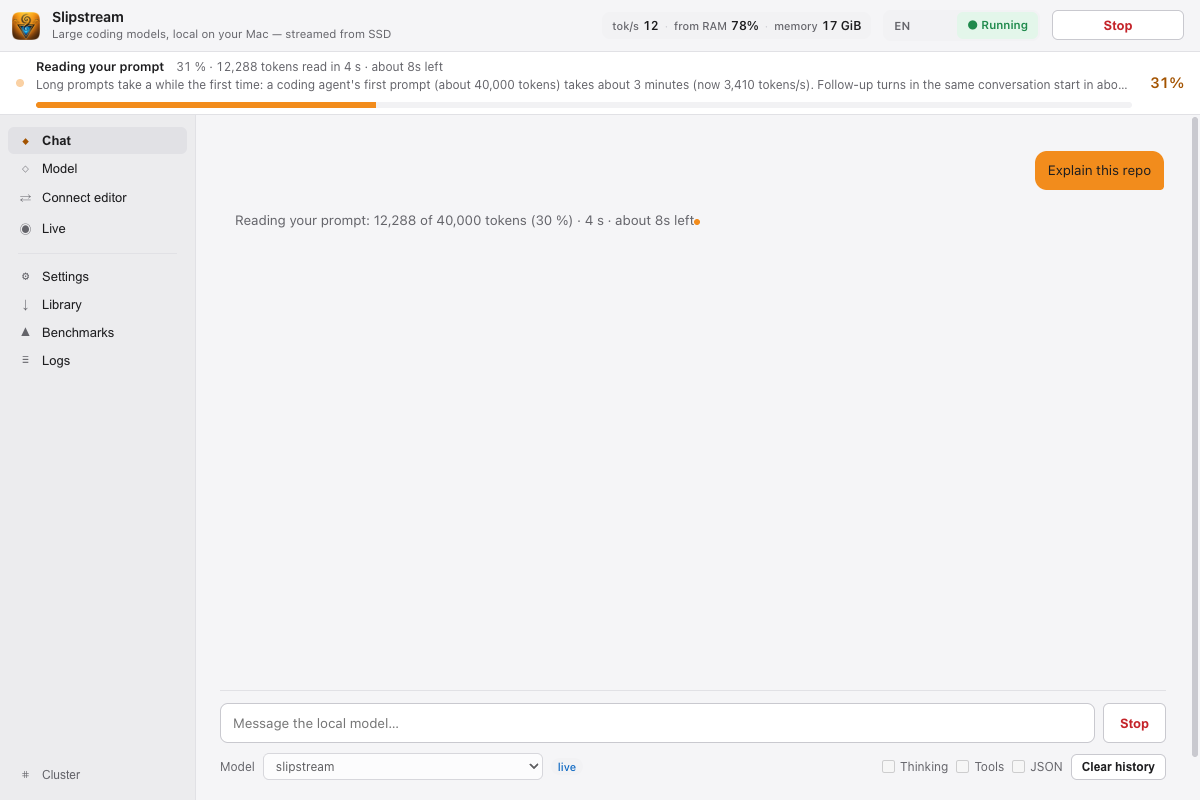 Slipstream
Large coding models, local on your Mac — streamed from SSD
tok/s 12 · from RAM 78% · memory 17 GiB
EN
Running
Stop
Reading your prompt 31 % · 12,288 tokens read in 4 s · about 8s left
Long prompts take a while the first time: a coding agent's first prompt (about 40,000 tokens) takes about 3 minutes (now 3,410 tokens/s). Follow-up turns in the same conversation start in abo...
31%
Chat
Model
Connect editor
Live
Settings
Library
Benchmarks
Logs
Cluster
Explain this repo
Reading your prompt: 12,288 of 40,000 tokens (30 %) · 4 s · about 8s left
Message the local model...
Stop
Model
slipstream
live
Thinking
Tools
JSON
Clear history